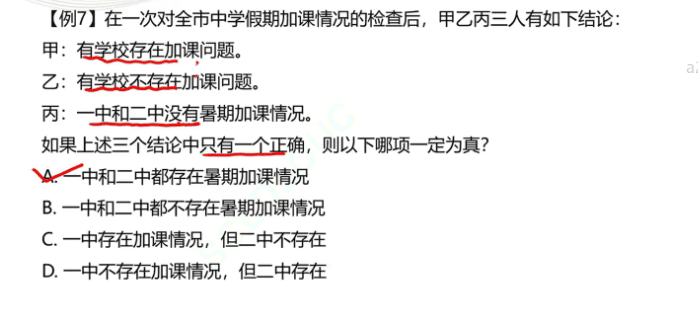 【例7】在一次对全市中学假期加课情况的检查后，甲乙丙三人有如下结论：
甲：有学校存在加课问题。
乙：有学校不存在加课问题。
丙：一中和二中没有暑期加课情况。
如果上述三个结论中只有一个正确，则以下哪项一定为真？
A. 一中和二中都存在暑期加课情况
B. 一中和二中都不存在暑期加课情况
C. 一中存在加课情况，但二中不存在
D. 一中不存在加课情况，但二中存在